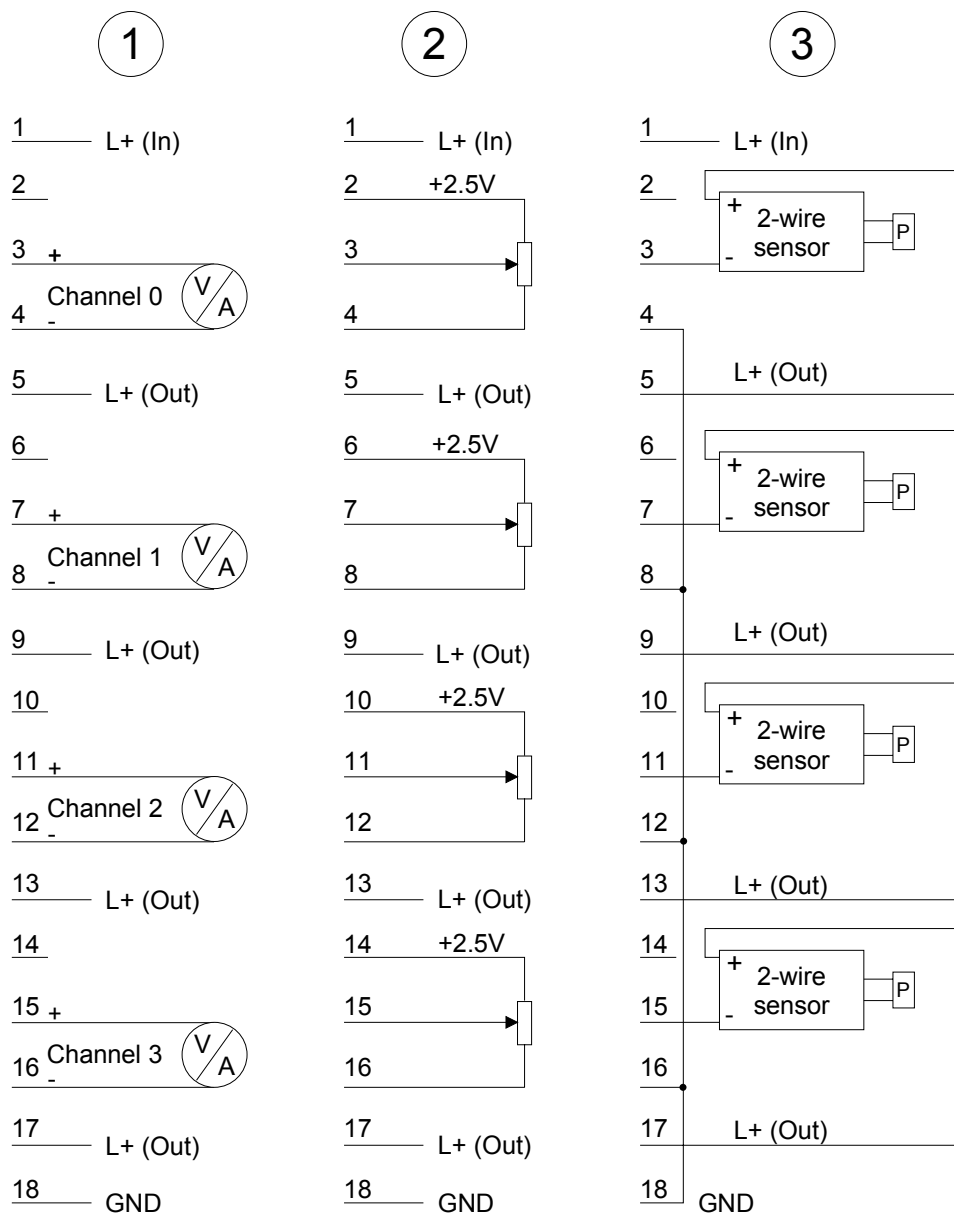 1
1
L+ (In)
2
3
+
Channel 0
V
A
4
-
5
L+ (Out)
6
7
+
Channel 1
V
A
8
-
9
L+ (Out)
10
11
+
Channel 2
V
A
12
-
13
L+ (Out)
14
15
+
Channel 3
V
A
16
-
17
L+ (Out)
18
GND
2
1
L+ (In)
2
+2.5V
3
4
5
L+ (Out)
6
+2.5V
7
8
9
L+ (Out)
10
+2.5V
11
12
13
L+ (Out)
14
+2.5V
15
16
17
L+ (Out)
18
GND
3
1
L+ (In)
2
+
2-wire
sensor
P
3
-
4
5
L+ (Out)
6
+
2-wire
sensor
P
7
-
8
9
L+ (Out)
10
+
2-wire
sensor
P
11
-
12
13
L+ (Out)
14
+
2-wire
sensor
P
15
-
16
17
L+ (Out)
18
GND